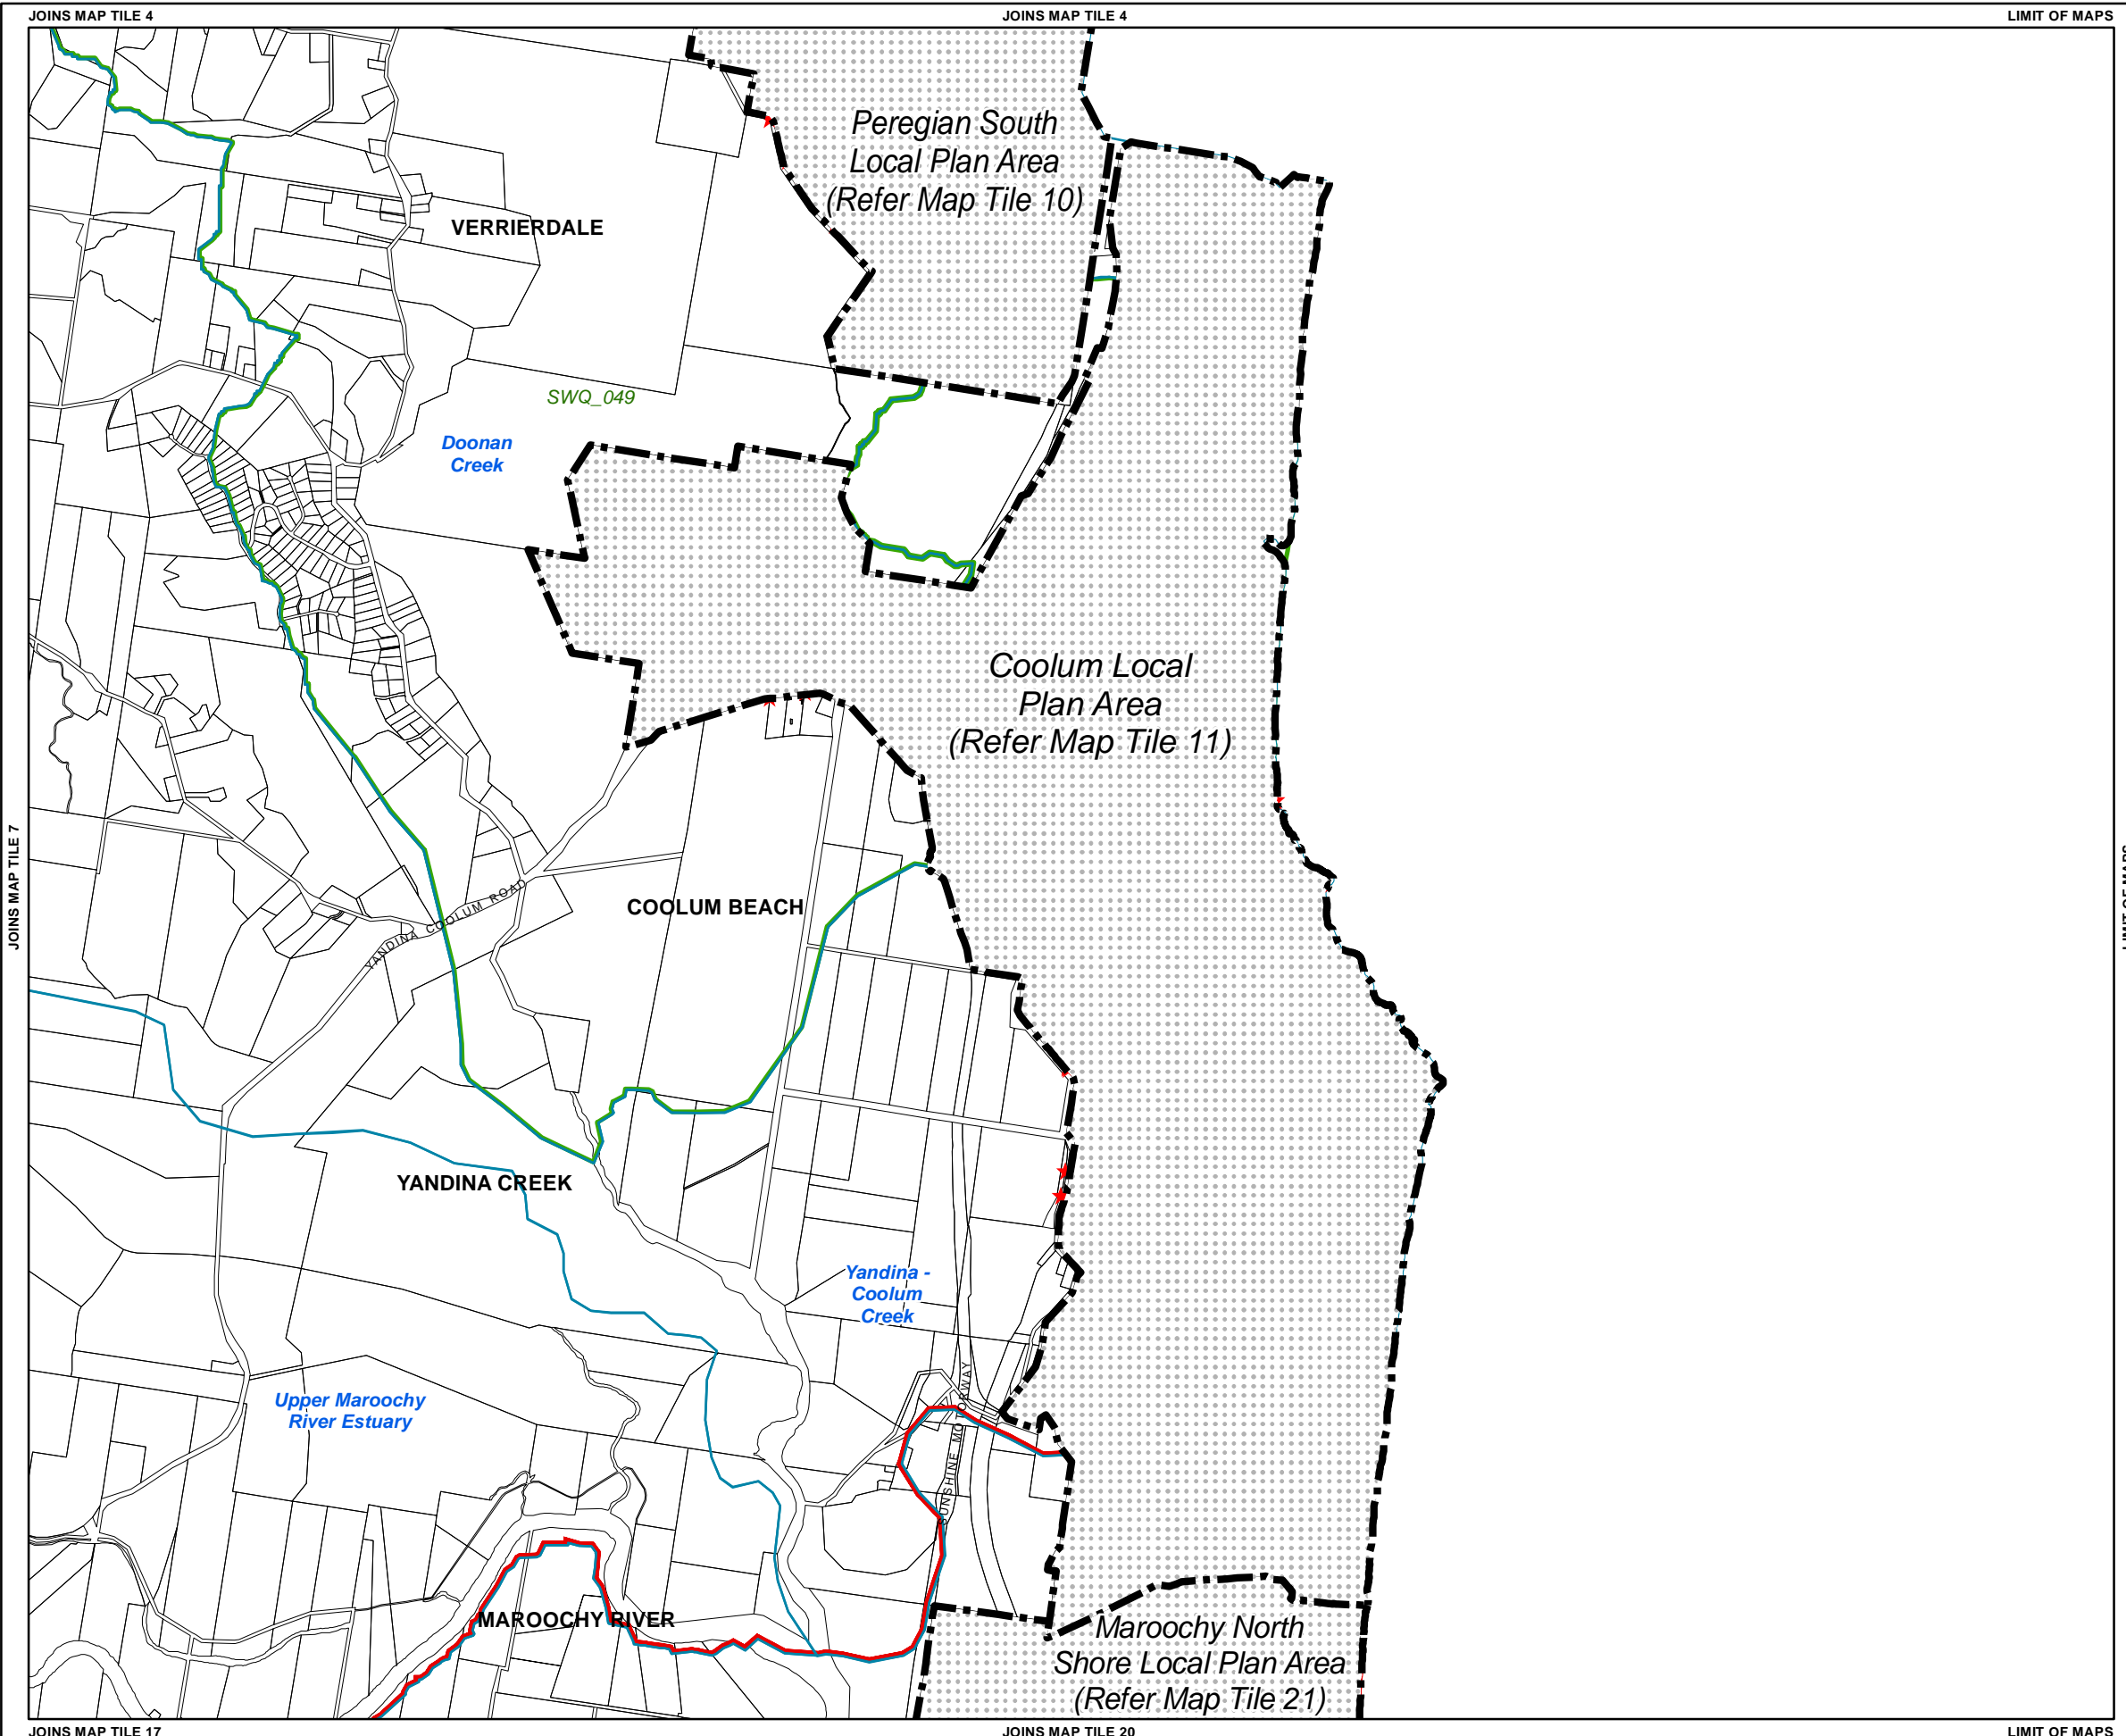 JOINS MAP TILE 4
JOINS MAP TILE 4
LIMIT OF MAPS
Peregian South
Local Plan Area
(Refer Map Tile 10)
VERRIERDALE
SWQ_049
Doonan
Creek
Coolum Local
Plan Area
(Refer Map Tile 11)
JOINS MAP TILE 7
LIMIT OF MAPS
YANDINA COOLUM ROAD
COOLUM BEACH
YANDINA CREEK
Yandina -
Coolum
Creek
Upper Maroochy
River Estuary
SUNSHINE MOTORWAY
MAROOCHY RIVER
Maroochy North
Shore Local Plan Area
(Refer Map Tile 21)
JOINS MAP TILE 17
JOINS MAP TILE 20
LIMIT OF MAPS